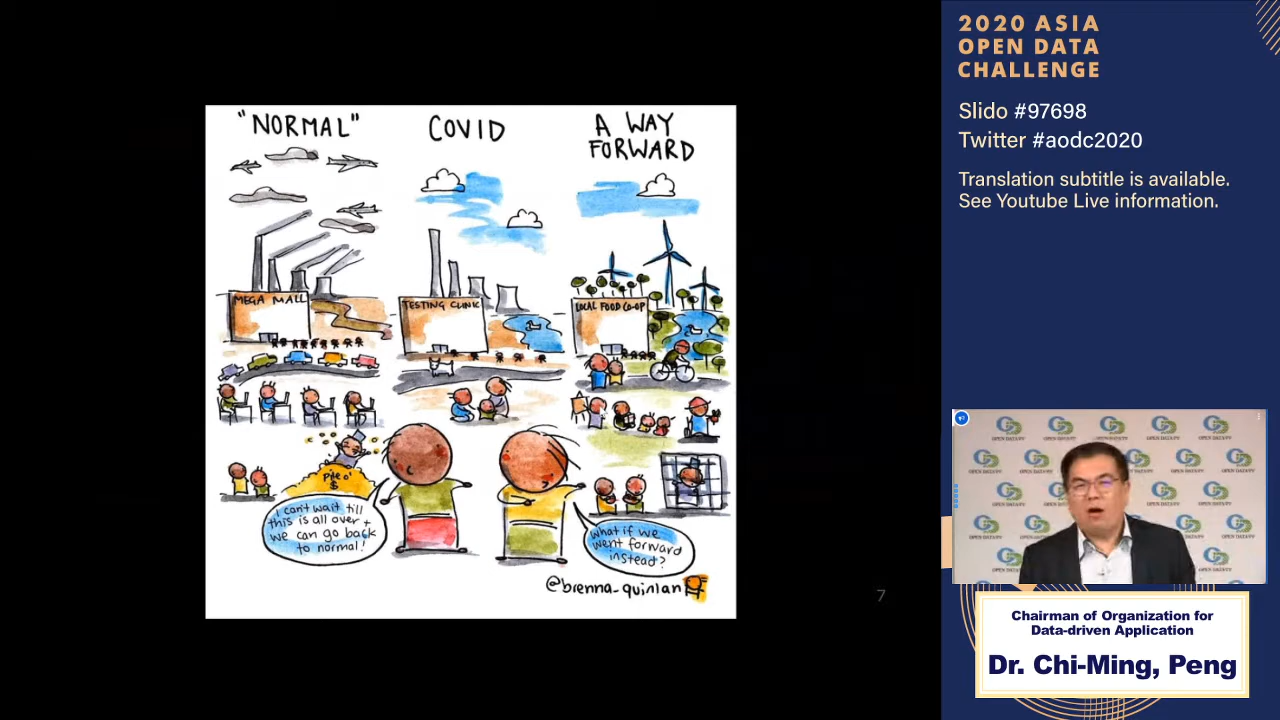 "NORMAL"
COVID
A WAY
FORWARD
MEGA MALL
TESTING CLINIC
LOCAL FOOD CO-OP
Pile o'
$
I can't wait till
this is all over +
we can go back
to normal!
What if we
went forward
instead?
@brenna_quinlan
7
2020 ASIA
OPEN DATA
CHALLENGE
Slido #97698
Twitter #aodc2020
Translation subtitle is available.
See Youtube Live information.
Chairman of Organization for
Data-driven Application
Dr. Chi-Ming, Peng